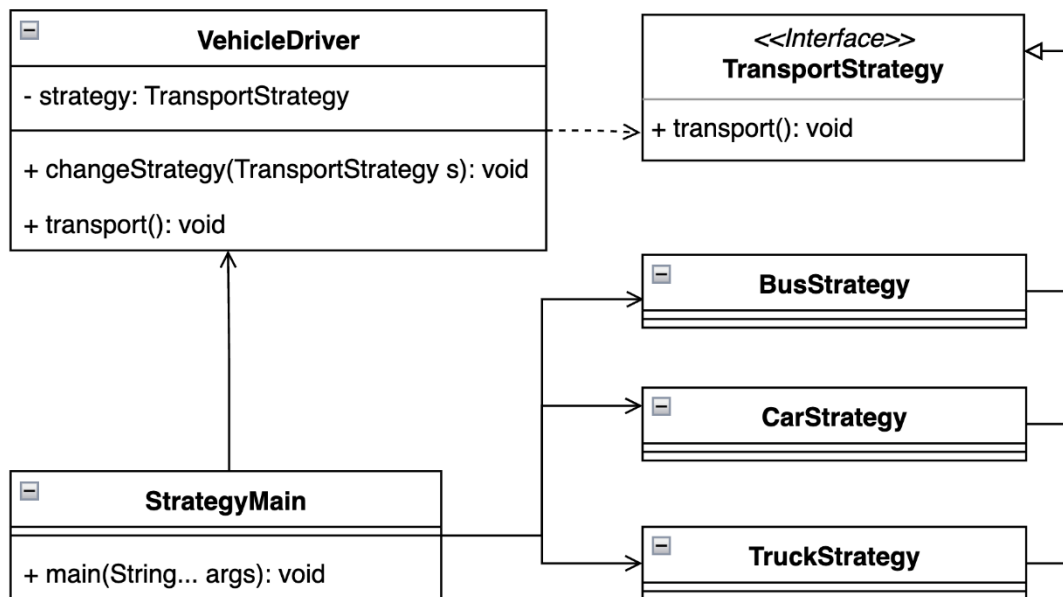 VehicleDriver
- strategy: TransportStrategy
+ changeStrategy(TransportStrategy s): void
+ transport(): void
<<Interface>>
TransportStrategy
+ transport(): void
BusStrategy
CarStrategy
TruckStrategy
StrategyMain
+ main(String... args): void